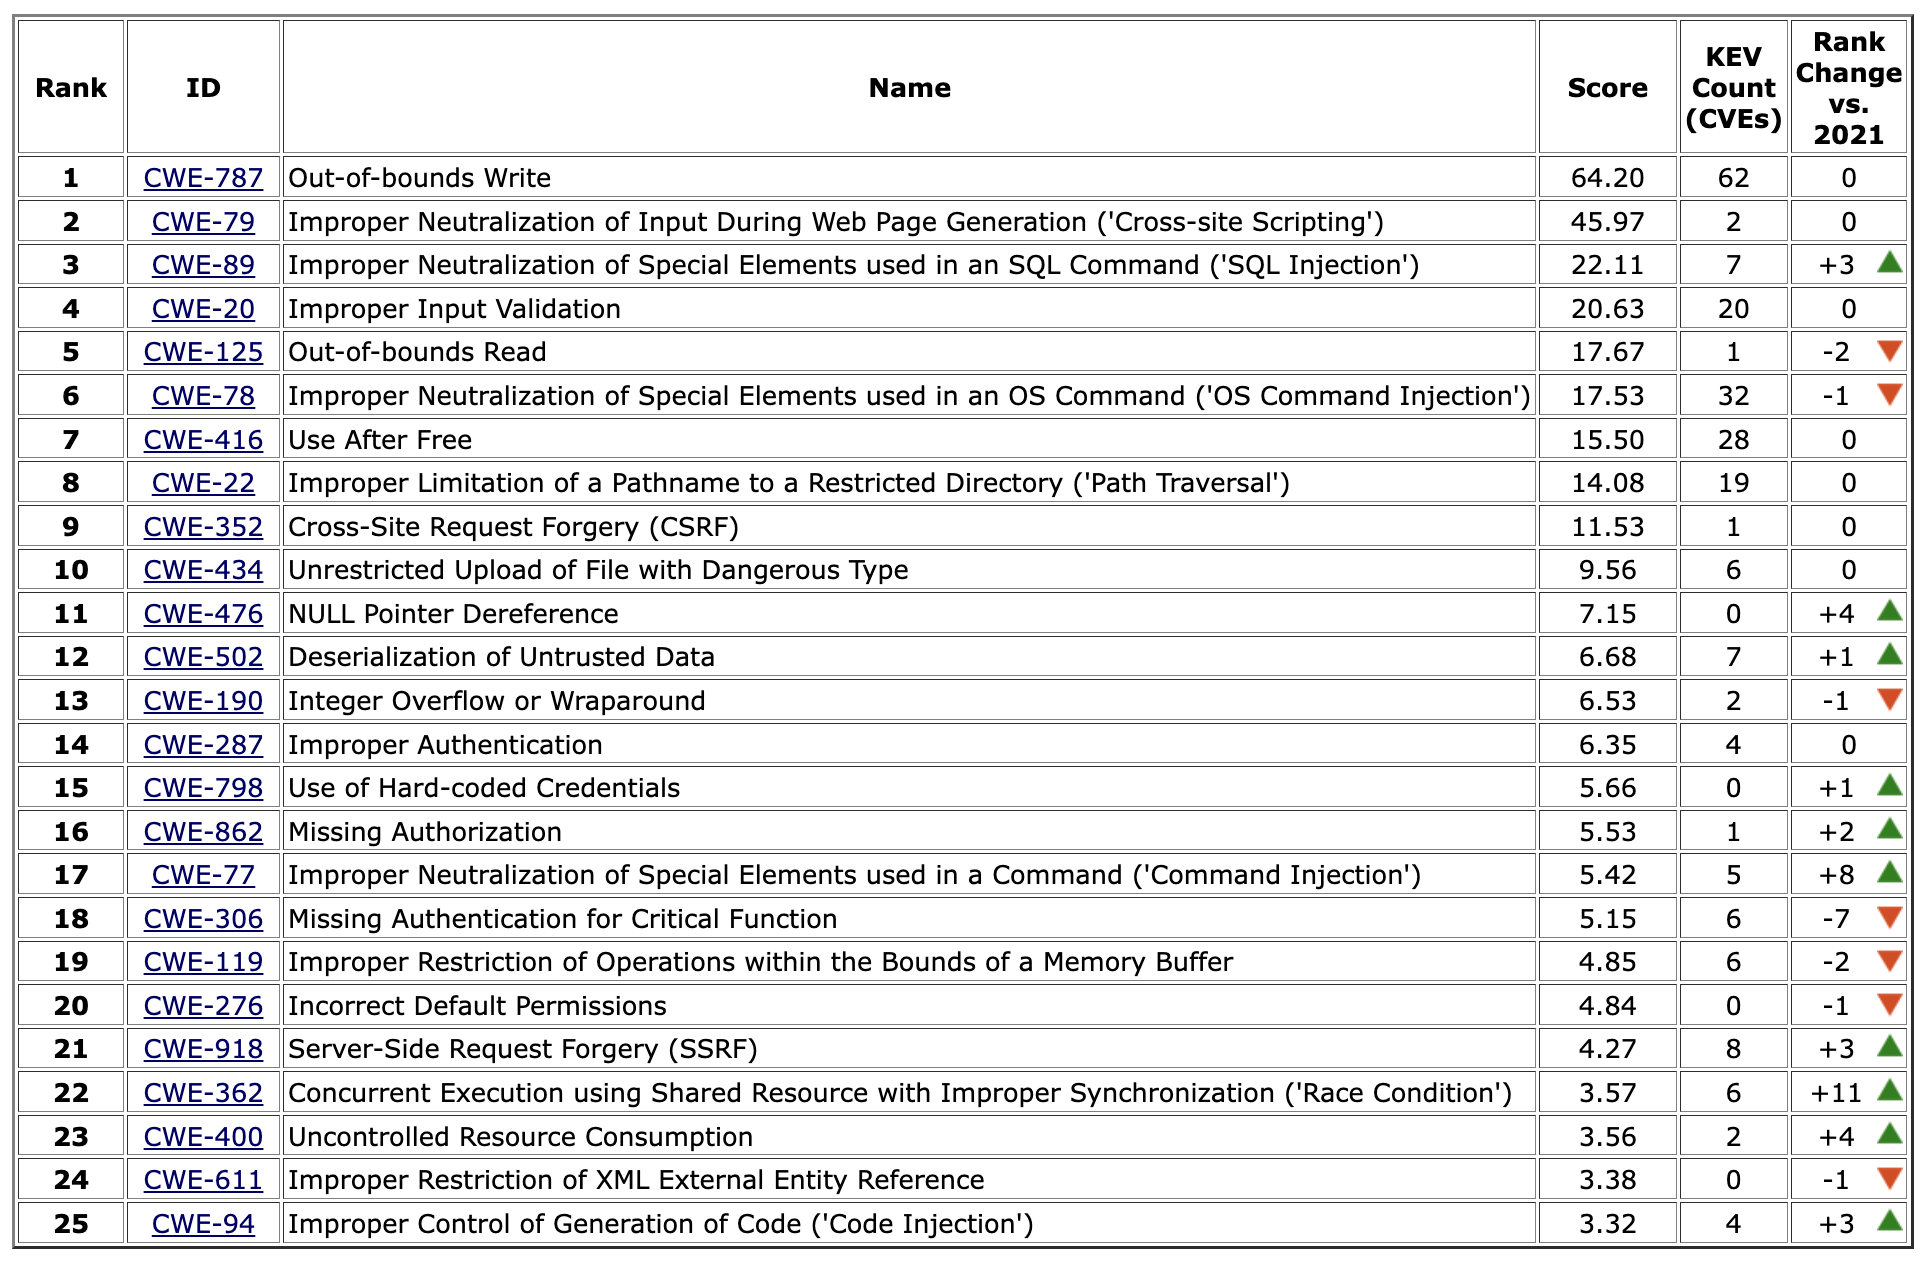 Rank ID Name Score KEV Count (CVEs) Rank Change vs. 2021
1 CWE-787 Out-of-bounds Write 64.20 62 0
2 CWE-79 Improper Neutralization of Input During Web Page Generation ('Cross-site Scripting') 45.97 2 0
3 CWE-89 Improper Neutralization of Special Elements used in an SQL Command ('SQL Injection') 22.11 7 +3
4 CWE-20 Improper Input Validation 20.63 20 0
5 CWE-125 Out-of-bounds Read 17.67 1 -2
6 CWE-78 Improper Neutralization of Special Elements used in an OS Command ('OS Command Injection') 17.53 32 -1
7 CWE-416 Use After Free 15.50 28 0
8 CWE-22 Improper Limitation of a Pathname to a Restricted Directory ('Path Traversal') 14.08 19 0
9 CWE-352 Cross-Site Request Forgery (CSRF) 11.53 1 0
10 CWE-434 Unrestricted Upload of File with Dangerous Type 9.56 6 0
11 CWE-476 NULL Pointer Dereference 7.15 0 +4
12 CWE-502 Deserialization of Untrusted Data 6.68 7 +1
13 CWE-190 Integer Overflow or Wraparound 6.53 2 -1
14 CWE-287 Improper Authentication 6.35 4 0
15 CWE-798 Use of Hard-coded Credentials 5.66 0 +1
16 CWE-862 Missing Authorization 5.53 1 +2
17 CWE-77 Improper Neutralization of Special Elements used in a Command ('Command Injection') 5.42 5 +8
18 CWE-306 Missing Authentication for Critical Function 5.15 6 -7
19 CWE-119 Improper Restriction of Operations within the Bounds of a Memory Buffer 4.85 6 -2
20 CWE-276 Incorrect Default Permissions 4.84 0 -1
21 CWE-918 Server-Side Request Forgery (SSRF) 4.27 8 +3
22 CWE-362 Concurrent Execution using Shared Resource with Improper Synchronization ('Race Condition') 3.57 6 +11
23 CWE-400 Uncontrolled Resource Consumption 3.56 2 +4
24 CWE-611 Improper Restriction of XML External Entity Reference 3.38 0 -1
25 CWE-94 Improper Control of Generation of Code ('Code Injection') 3.32 4 +3